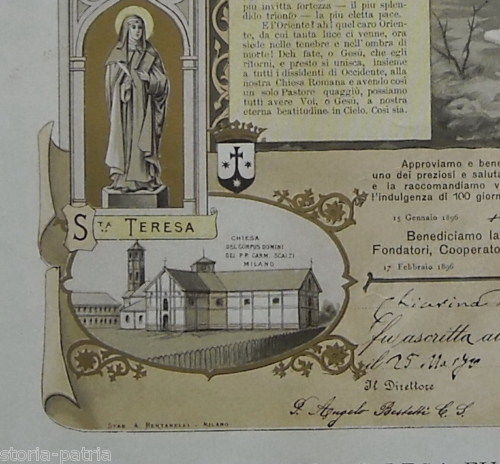 più invitta fortezza — il più splen-
dido trionfo — la più eletta pace.
E l'Oriente! ah! quel caro Orien-
te, da cui tanta luce ci venne, ora
siede nelle tenebre e nell'ombra di
morte! Deh fate, o Gesù, che egli
ritorni, e presto si unisca, insieme
a tutti i dissidenti di Occidente, alla
nostra Chiesa Romana e avendo così
un solo Pastore quaggiù, possiamo
tutti avere Voi, o Gesù, a nostra
eterna beatitudine in Cielo. Così sia.
STA TERESA
CHIESA
DEL CORPUS DOMINI
DEI P.P. CARM. SCALZI
MILANO
Approviamo e bene
uno dei preziosi e saluta
e la raccomandiamo v
l'indulgenza di 100 giorn
15 Gennaio 1896
Benediciamo la
Fondatori, Cooperato
17 Febbraio 1896
fu ascritta
il 25
Il Direttore
P. Angelo C. S.
STAB. A. BERTARELLI - MILANO
storia-patria